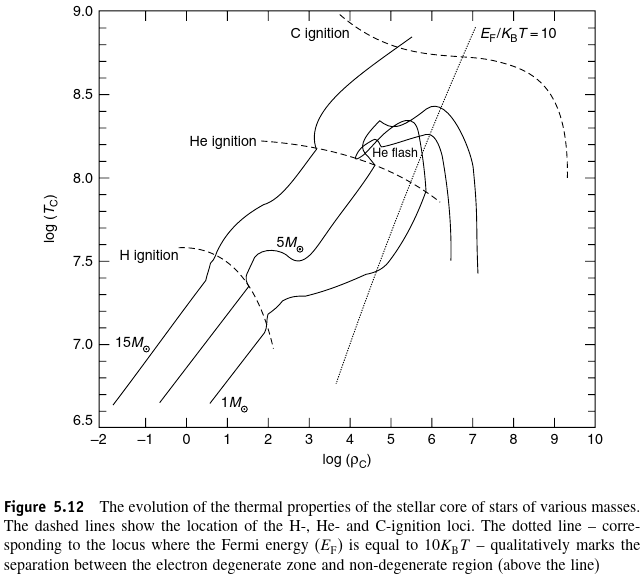 9.0
C ignition
E_F/K_BT = 10
8.5
He ignition
He flash
log (T_C)
8.0
5M⊙
H ignition
7.5
7.0
15M⊙
1M⊙
6.5
−2 −1 0 1 2 3 4 5 6 7 8 9 10
log (ρ_C)
Figure 5.12 The evolution of the thermal properties of the stellar core of stars of various masses.
The dashed lines show the location of the H-, He- and C-ignition loci. The dotted line – corre-
sponding to the locus where the Fermi energy (E_F) is equal to 10K_BT – qualitatively marks the
separation between the electron degenerate zone and non-degenerate region (above the line)